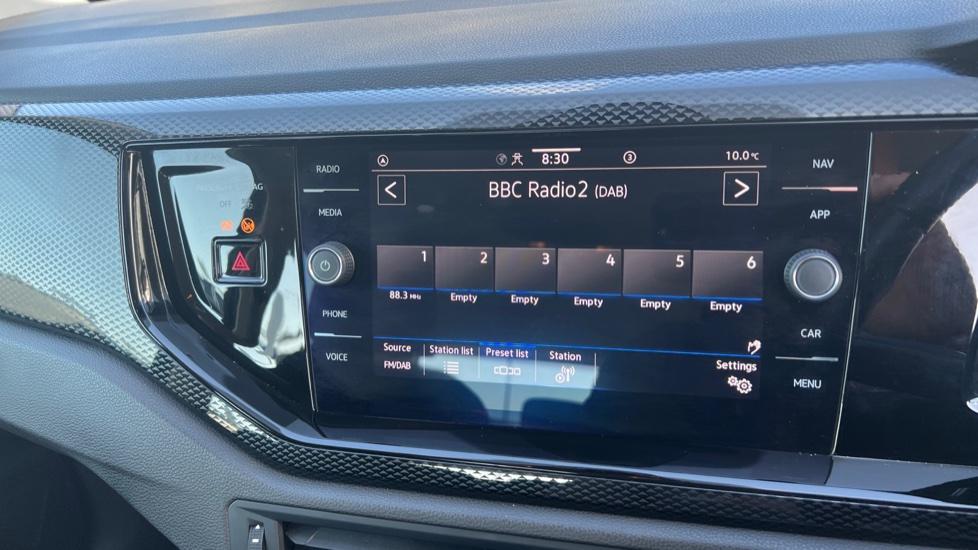 RADIO
MEDIA
PHONE
VOICE
OFF
A
8:30
3
10.0°C
< BBC Radio2 (DAB) >
1 2 3 4 5 6
88.3 MHz Empty Empty Empty Empty Empty
Source Station list Preset list Station Settings
FM/DAB
NAV
APP
CAR
MENU